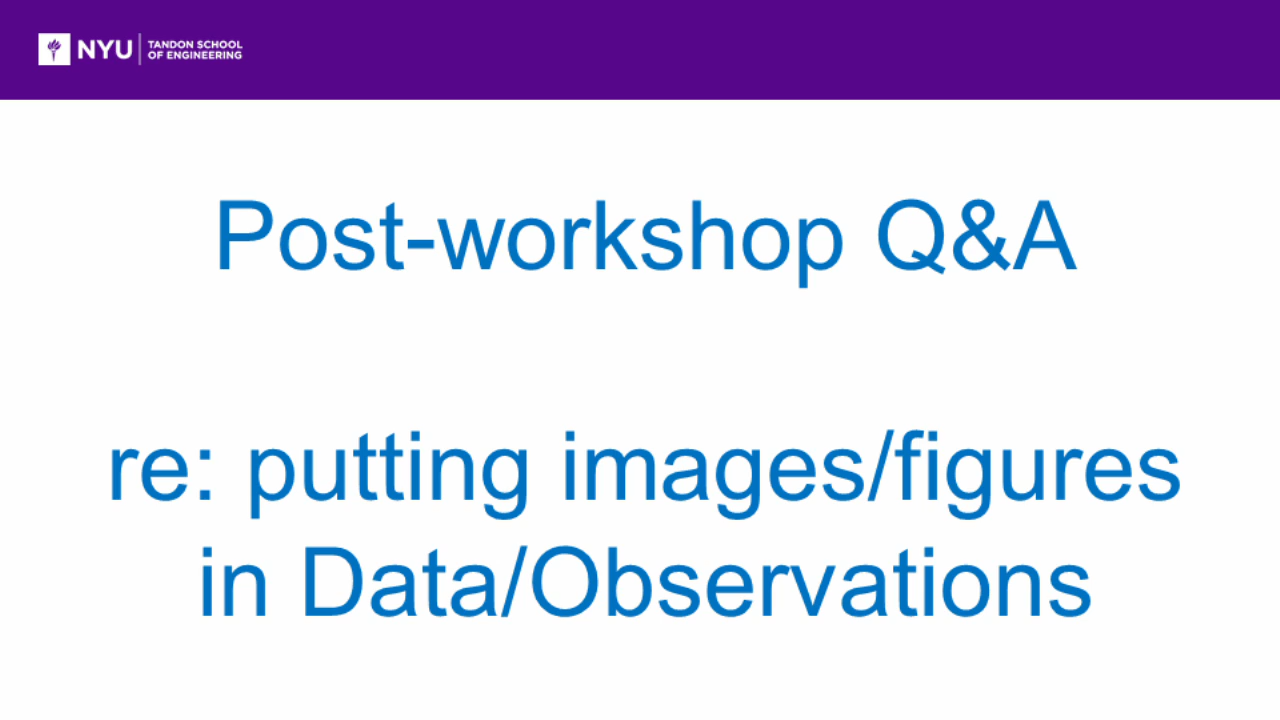 NYU
TANDON SCHOOL
OF ENGINEERING
Post-workshop Q&A
re: putting images/figures
in Data/Observations